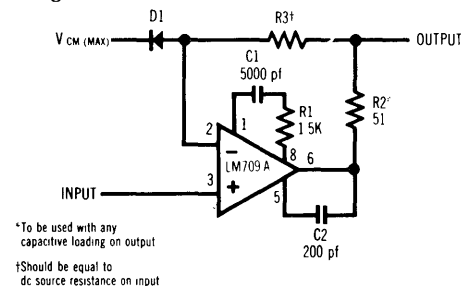 D1
R3†
V CM (MAX)
OUTPUT
C1
5000 pf
R1
1 5K
R2*
51
1
2
8
6
LM709A
3
INPUT
5
C2
200 pf
*To be used with any
capacitive loading on output
†Should be equal to
dc source resistance on input